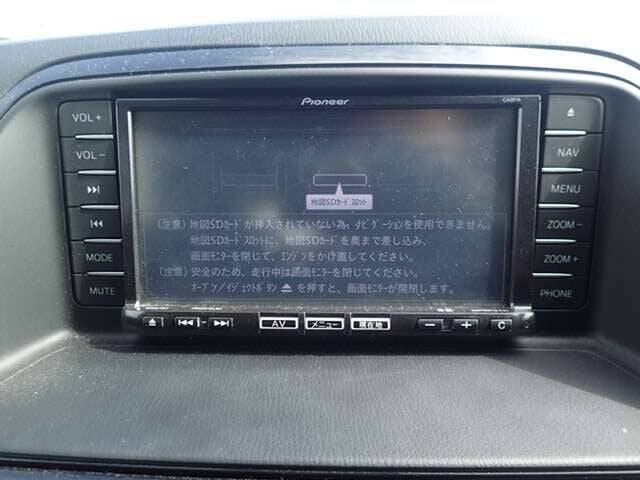 Pioneer CA9PA
VOL+
VOL-
MODE
MUTE
NAV
MENU
ZOOM-
ZOOM+
PHONE
地図SDｶｰﾄﾞｽﾛｯﾄ
(注意) 地図SDｶｰﾄﾞが挿入されていない為、ﾅﾋﾞｹﾞｰｼｮﾝを使用できません。
地図SDｶｰﾄﾞｽﾛｯﾄに、地図SDｶｰﾄﾞを奥まで差し込み、
画面ﾓﾆﾀｰを閉じて、ｴﾝｼﾞﾝをかけ直してください。
(注意) 安全のため、走行中は画面ﾓﾆﾀｰを閉じてください。
ｵｰﾌﾟﾝ/ｲｼﾞｪｸﾄﾎﾞﾀﾝ ⏏ を押すと、画面ﾓﾆﾀｰが開閉します。
AV メニュー 現在地 - + C